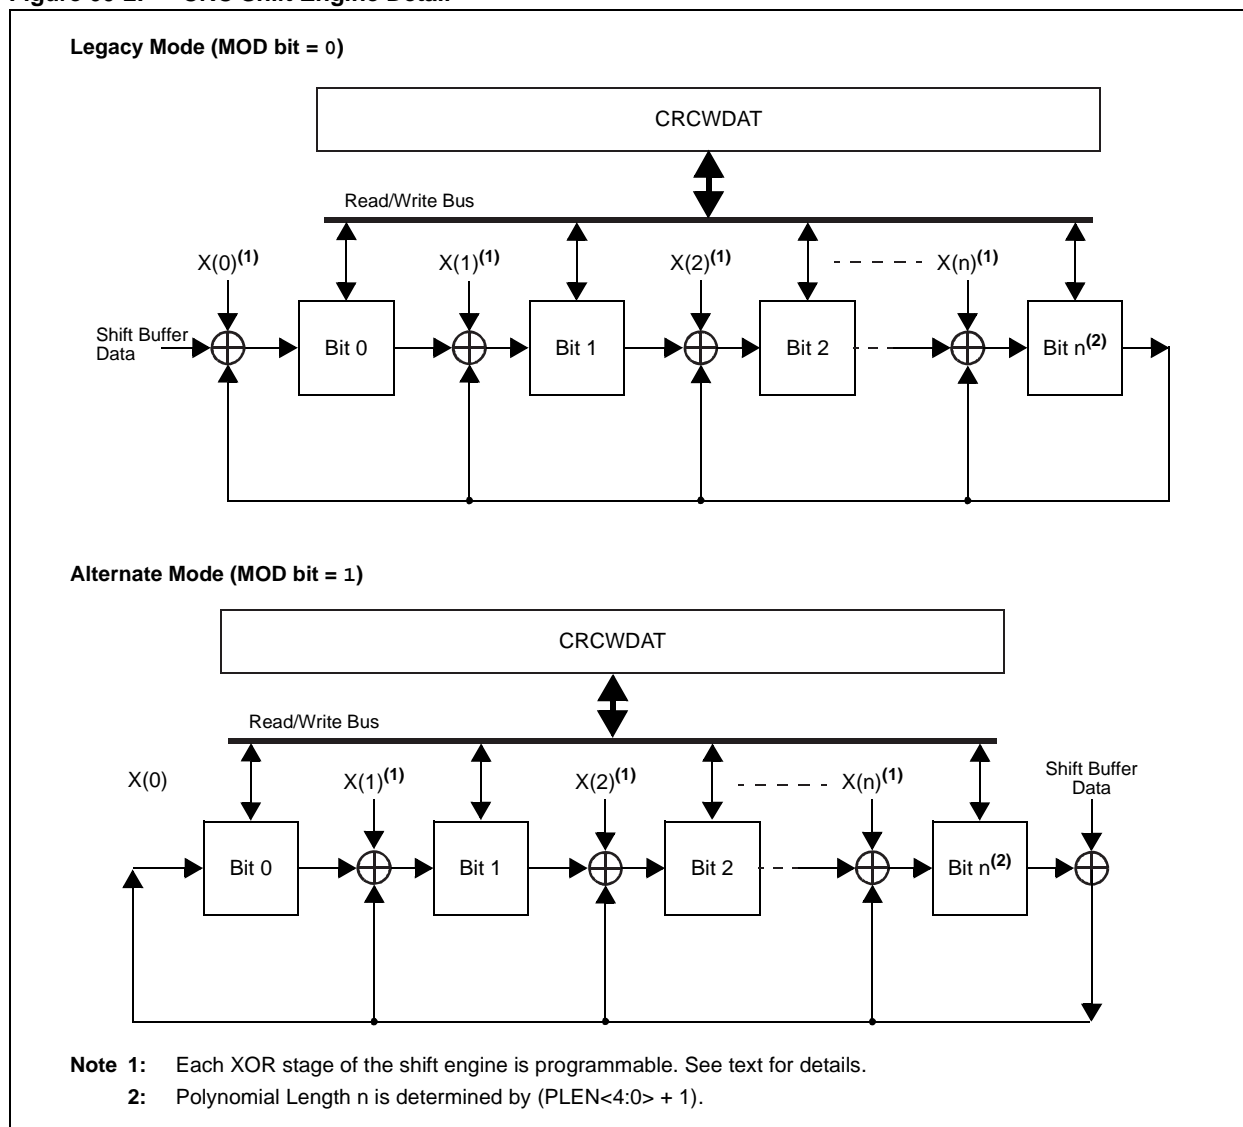 Legacy Mode (MOD bit = 0)
CRCWDAT
Read/Write Bus
X(0)(1) X(1)(1) X(2)(1) X(n)(1)
Shift Buffer
Data
Bit 0 Bit 1 Bit 2 Bit n(2)
Alternate Mode (MOD bit = 1)
CRCWDAT
Read/Write Bus
X(0) X(1)(1) X(2)(1) X(n)(1)
Shift Buffer
Data
Bit 0 Bit 1 Bit 2 Bit n(2)
Note 1: Each XOR stage of the shift engine is programmable. See text for details.
2: Polynomial Length n is determined by (PLEN<4:0> + 1).